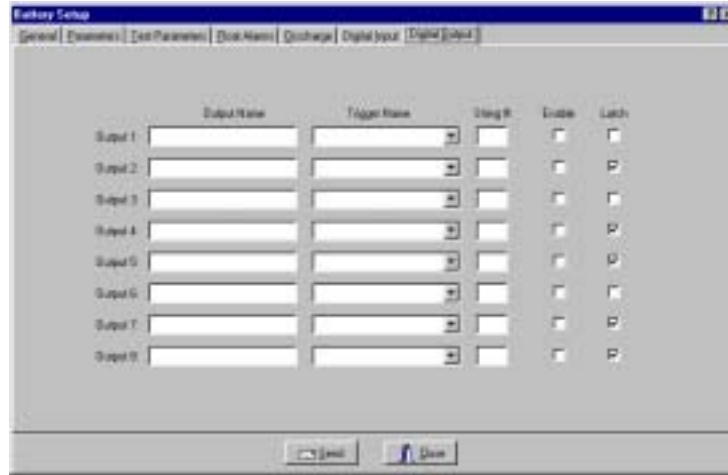 Battery Setup
General Parameters Test Parameters Float Alarms Discharge Digital Input Digital Output
Output Name Trigger Name String # Enable Latch
Output 1
Output 2
Output 3
Output 4
Output 5
Output 6
Output 7
Output 8
Send Close